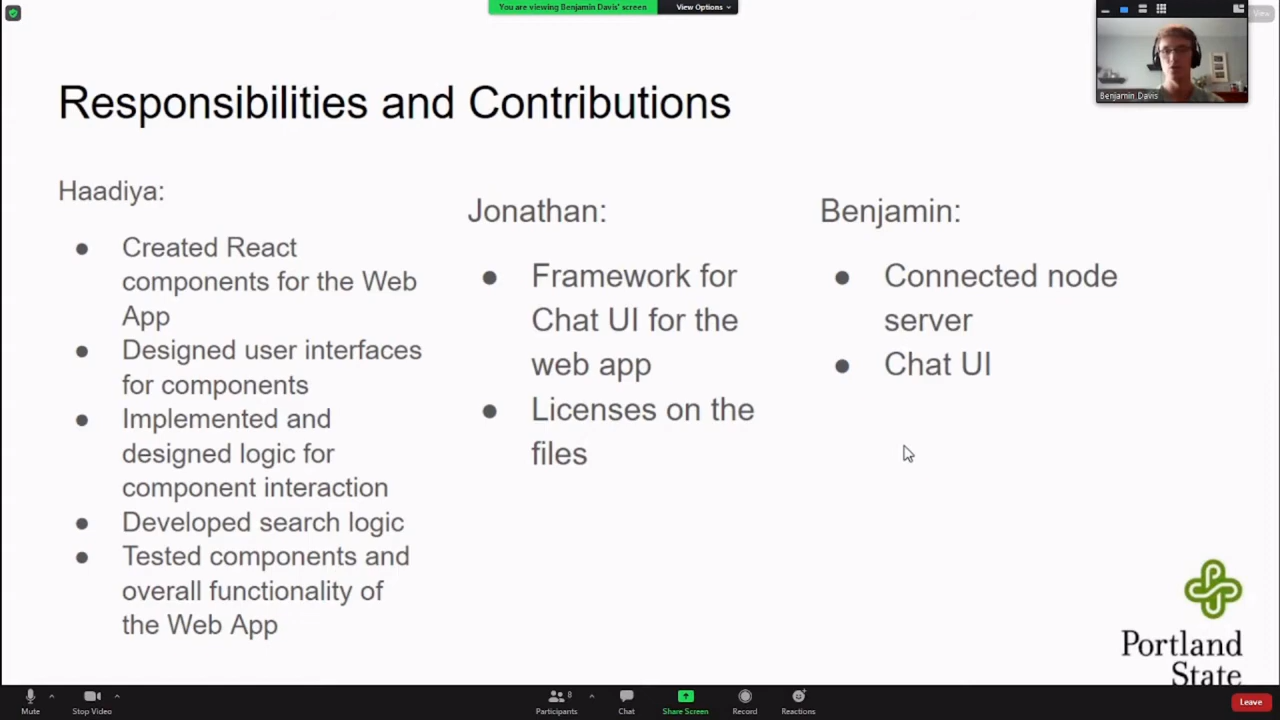 You are viewing Benjamin Davis' screen
View Options
View
Benjamin Davis
Responsibilities and Contributions
Haadiya:
Created React
components for the Web
App
Designed user interfaces
for components
Implemented and
designed logic for
component interaction
Developed search logic
Tested components and
overall functionality of
the Web App
Jonathan:
Framework for
Chat UI for the
web app
Licenses on the
files
Benjamin:
Connected node
server
Chat UI
Portland
State
Mute
Stop Video
Participants
8
Chat
Share Screen
Record
Reactions
Leave